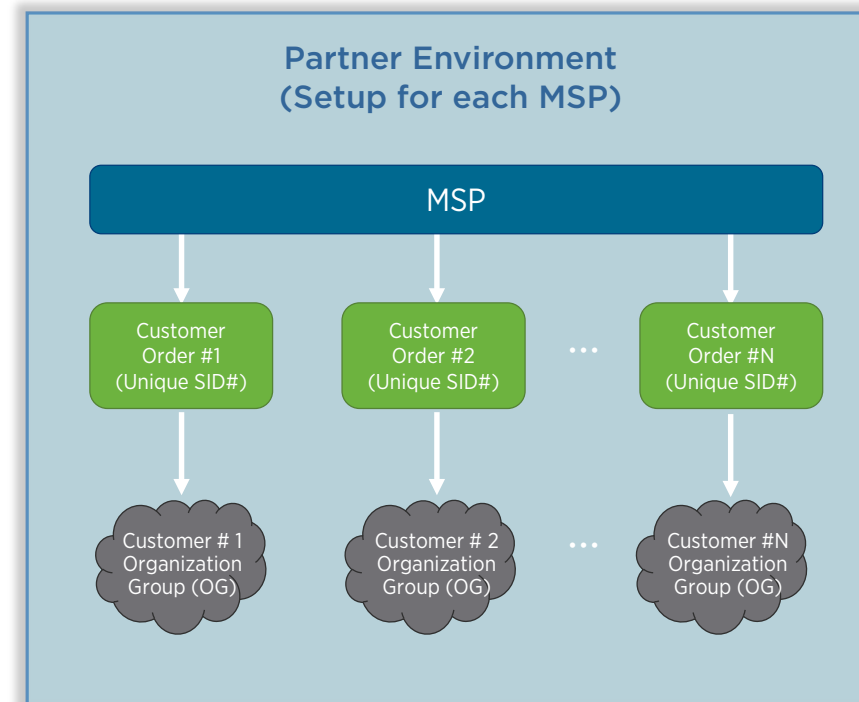 Partner Environment
(Setup for each MSP)
MSP
Customer
Order #1
(Unique SID#)
Customer
Order #2
(Unique SID#)
...
Customer
Order #N
(Unique SID#)
Customer # 1
Organization
Group (OG)
Customer # 2
Organization
Group (OG)
...
Customer #N
Organization
Group (OG)